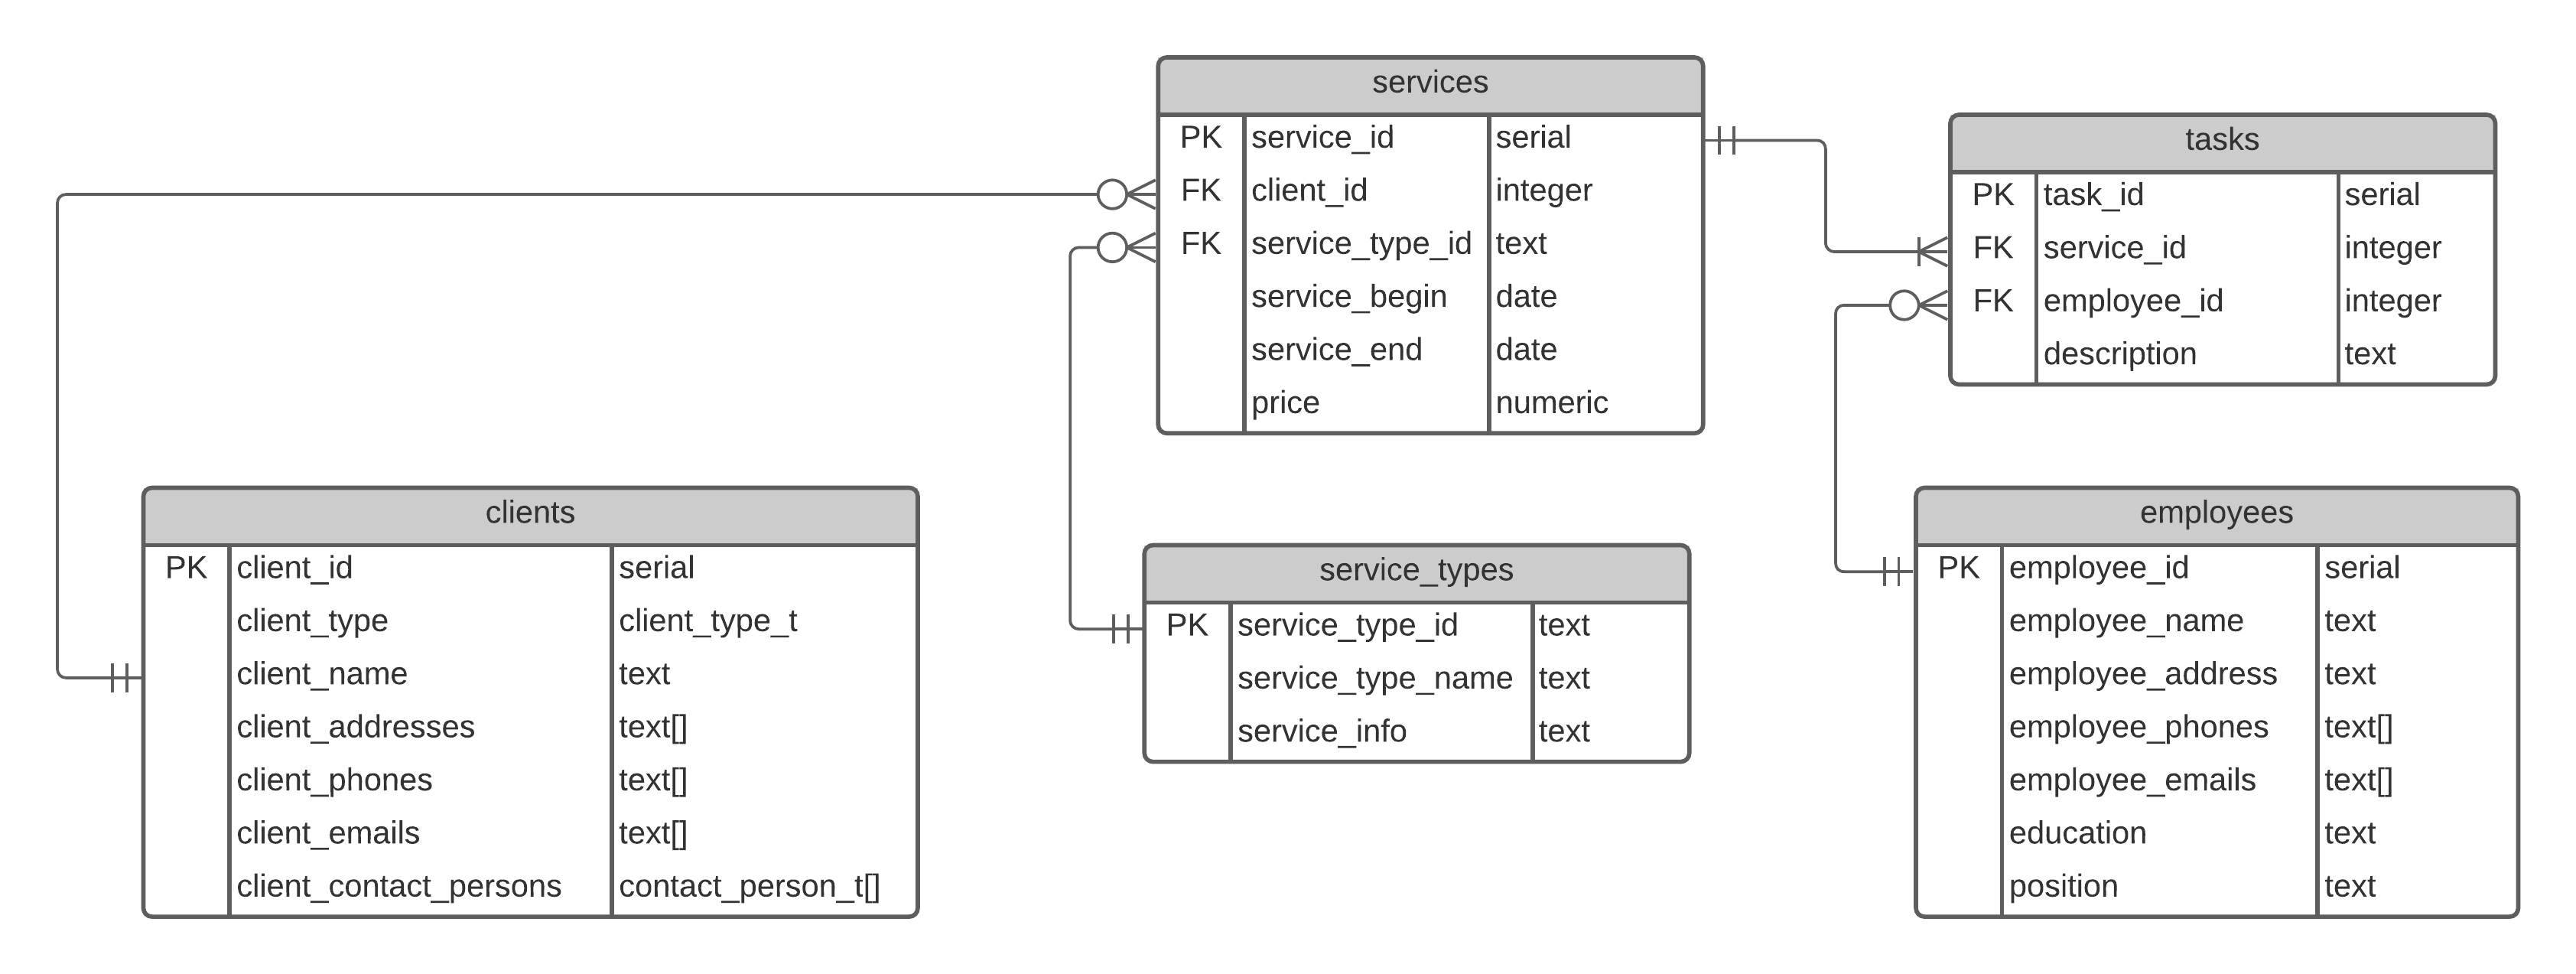 services
PK service_id serial
FK client_id integer
FK service_type_id text
service_begin date
service_end date
price numeric
tasks
PK task_id serial
FK service_id integer
FK employee_id integer
description text
clients
PK client_id serial
client_type client_type_t
client_name text
client_addresses text[]
client_phones text[]
client_emails text[]
client_contact_persons contact_person_t[]
service_types
PK service_type_id text
service_type_name text
service_info text
employees
PK employee_id serial
employee_name text
employee_address text
employee_phones text[]
employee_emails text[]
education text
position text